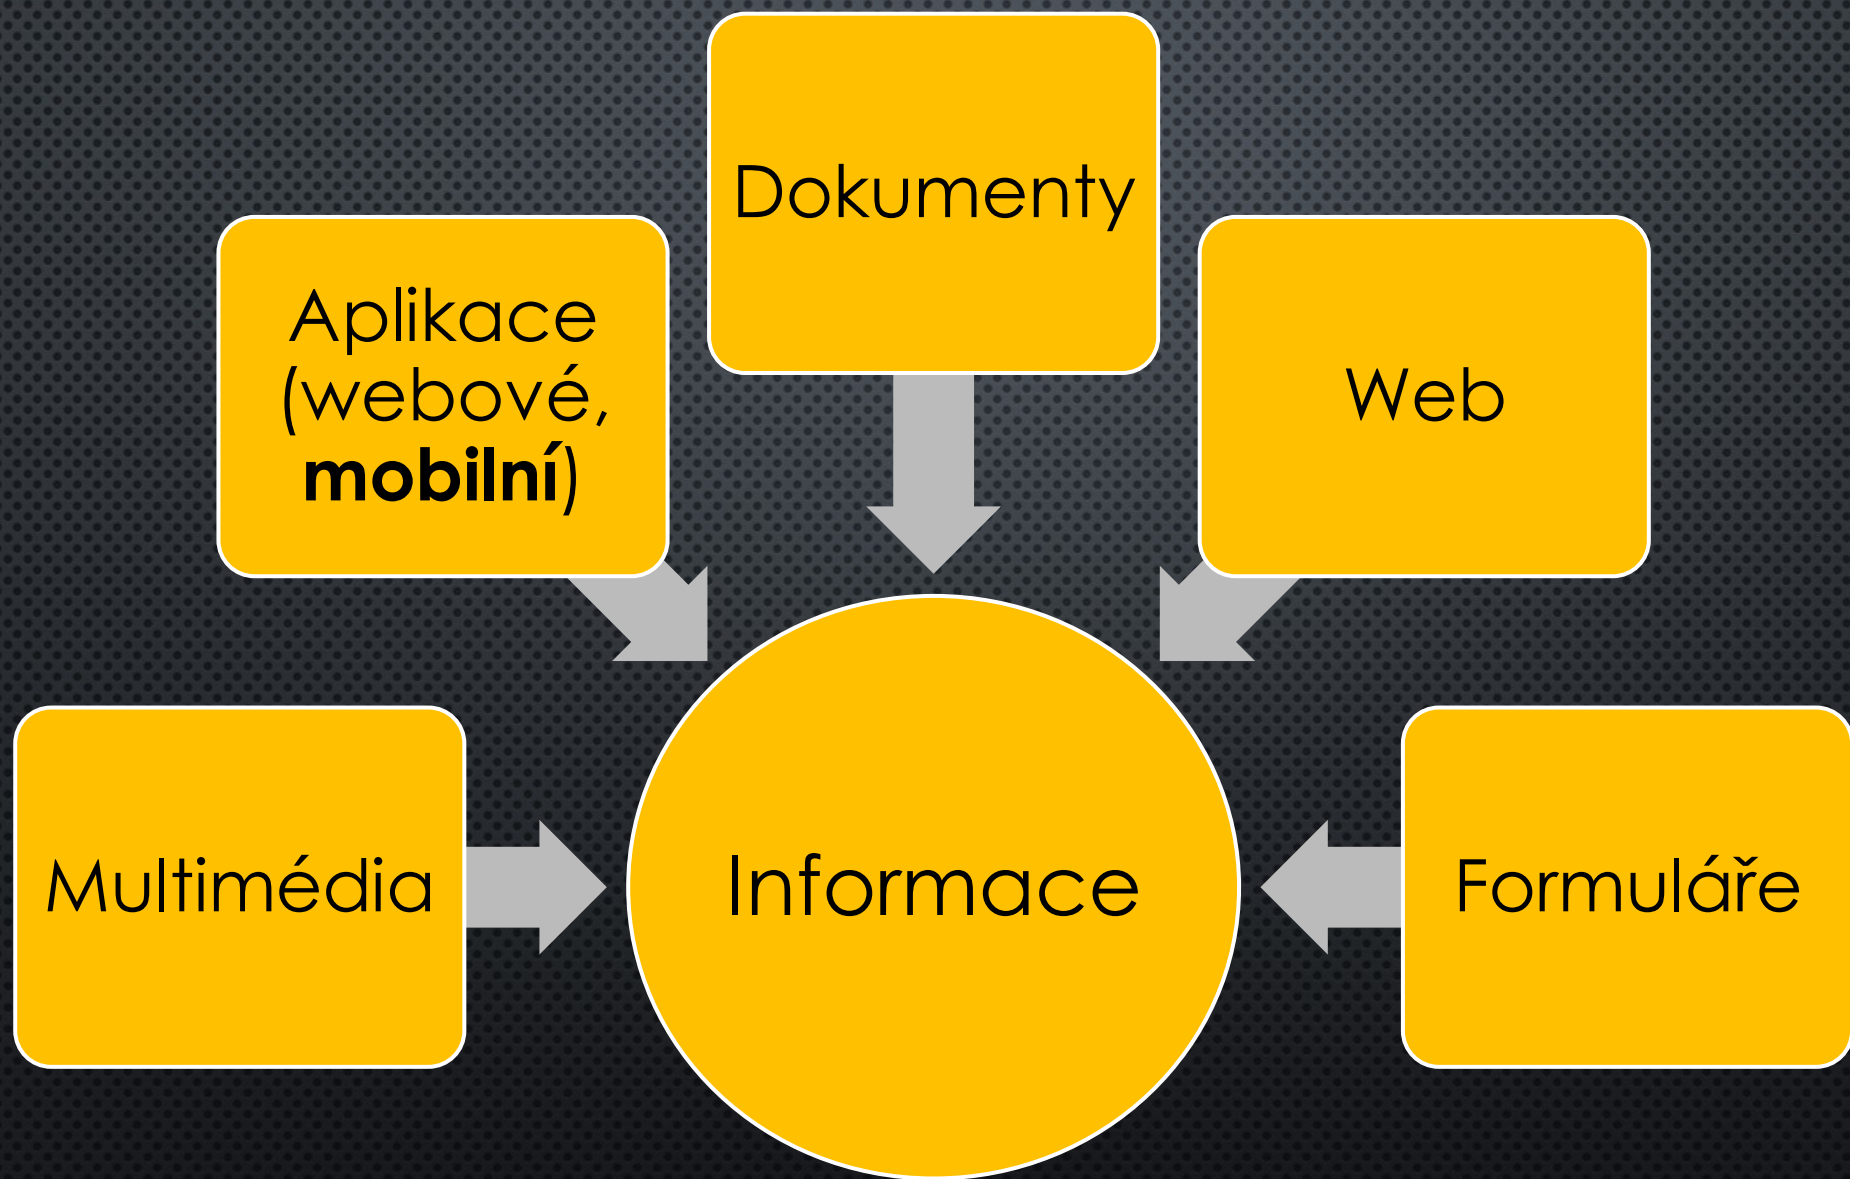 Dokumenty
Aplikace
(webové,
mobilní)
Web
Multimédia
Informace
Formuláře